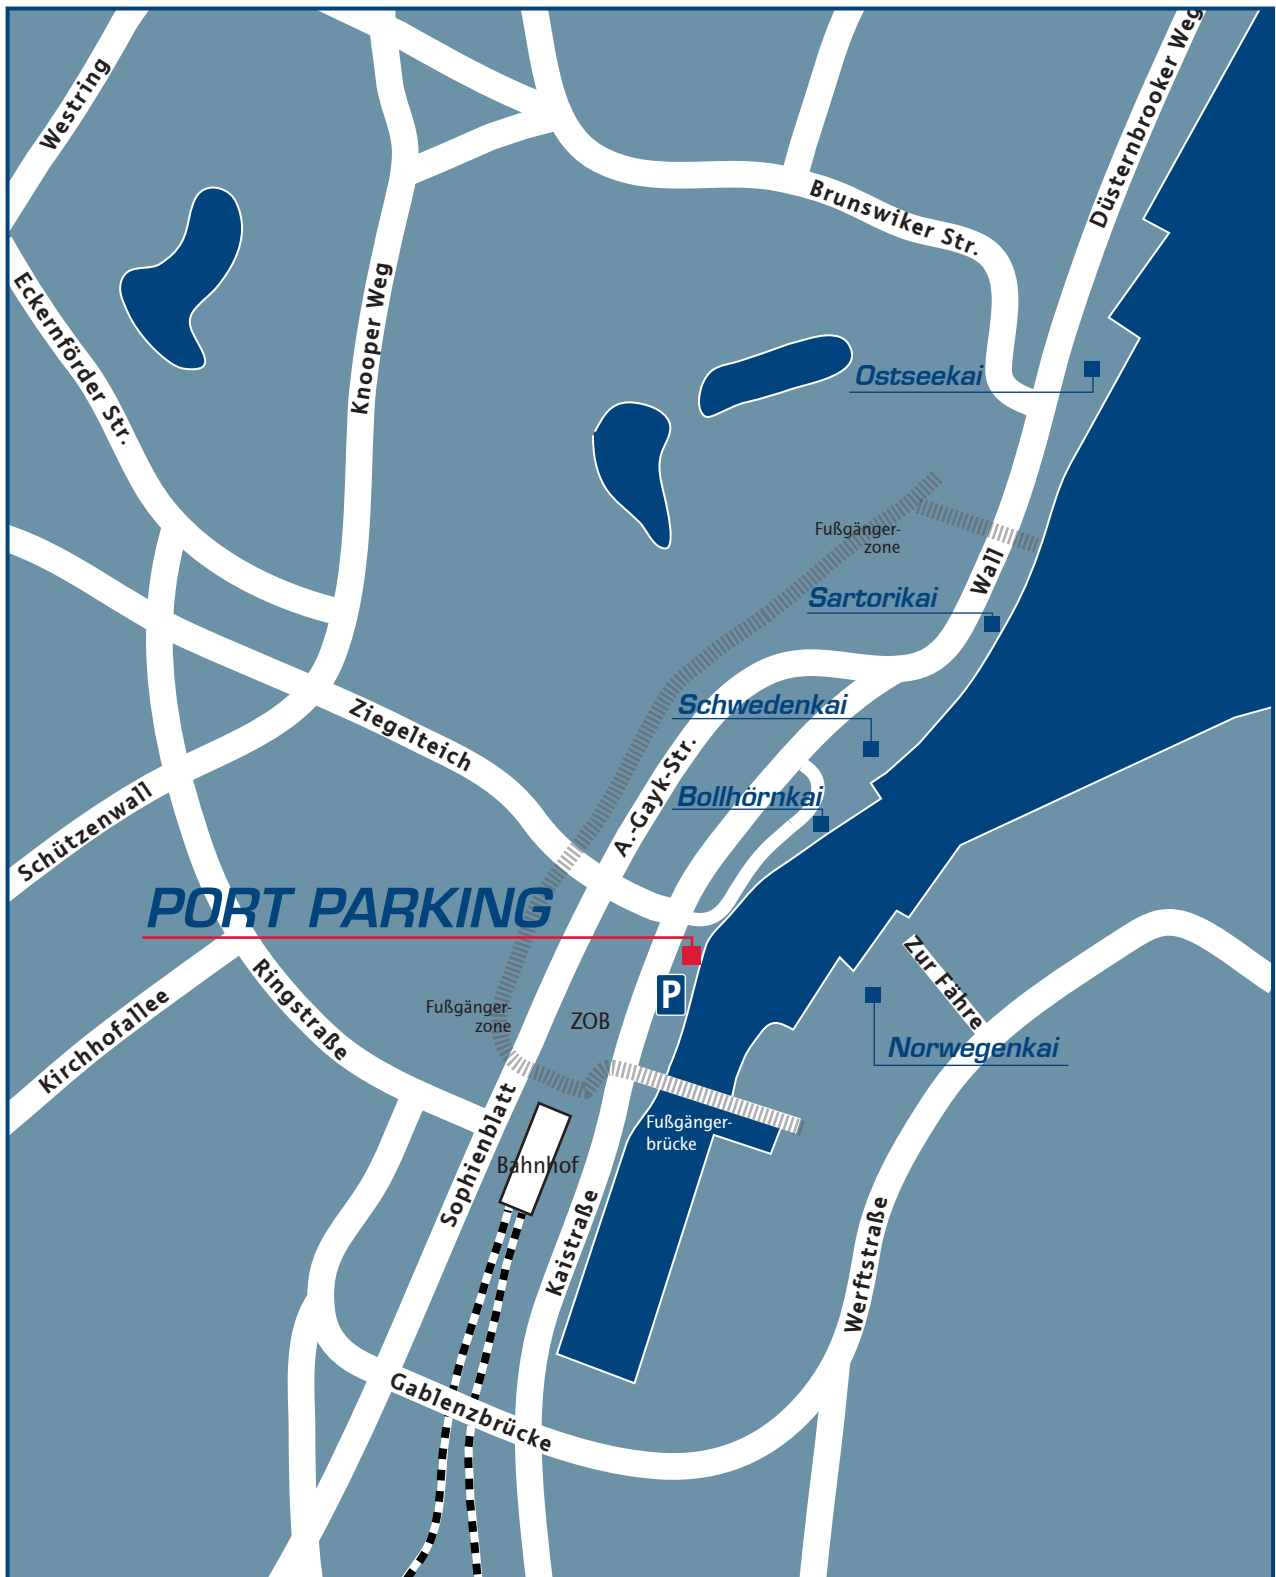 Düsternbrooker Weg
Westring
Brunswiker Str.
Knooper Weg
Eckernförder Str.
Ostseekai
Fußgänger-
zone
Wall
Sartorikai
Schwedenkai
Ziegelteich
A.-Gayk-Str.
Bollhörnkai
Schützenwall
PORT PARKING
Zur Fähre
Ringstraße
P
Kirchhofallee
Fußgänger-
zone
ZOB
Norwegenkai
Sophienblatt
Fußgänger-
brücke
Bahnhof
Kaistraße
Werftstraße
Gablenzbrücke